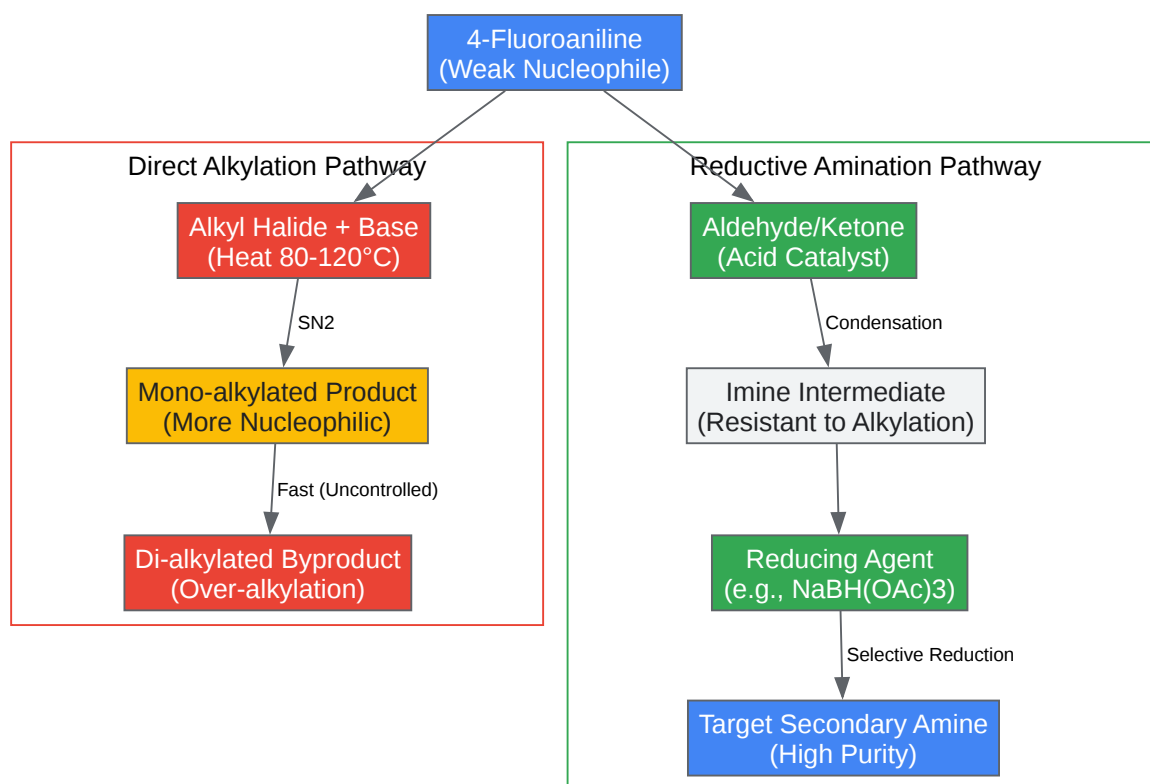 4-Fluoroaniline
(Weak Nucleophile)
Direct Alkylation Pathway
Alkyl Halide + Base
(Heat 80-120°C)
SN2
Mono-alkylated Product
(More Nucleophilic)
Fast (Uncontrolled)
Di-alkylated Byproduct
(Over-alkylation)
Reductive Amination Pathway
Aldehyde/Ketone
(Acid Catalyst)
Condensation
Imine Intermediate
(Resistant to Alkylation)
Reducing Agent
(e.g., NaBH(OAc)3)
Selective Reduction
Target Secondary Amine
(High Purity)